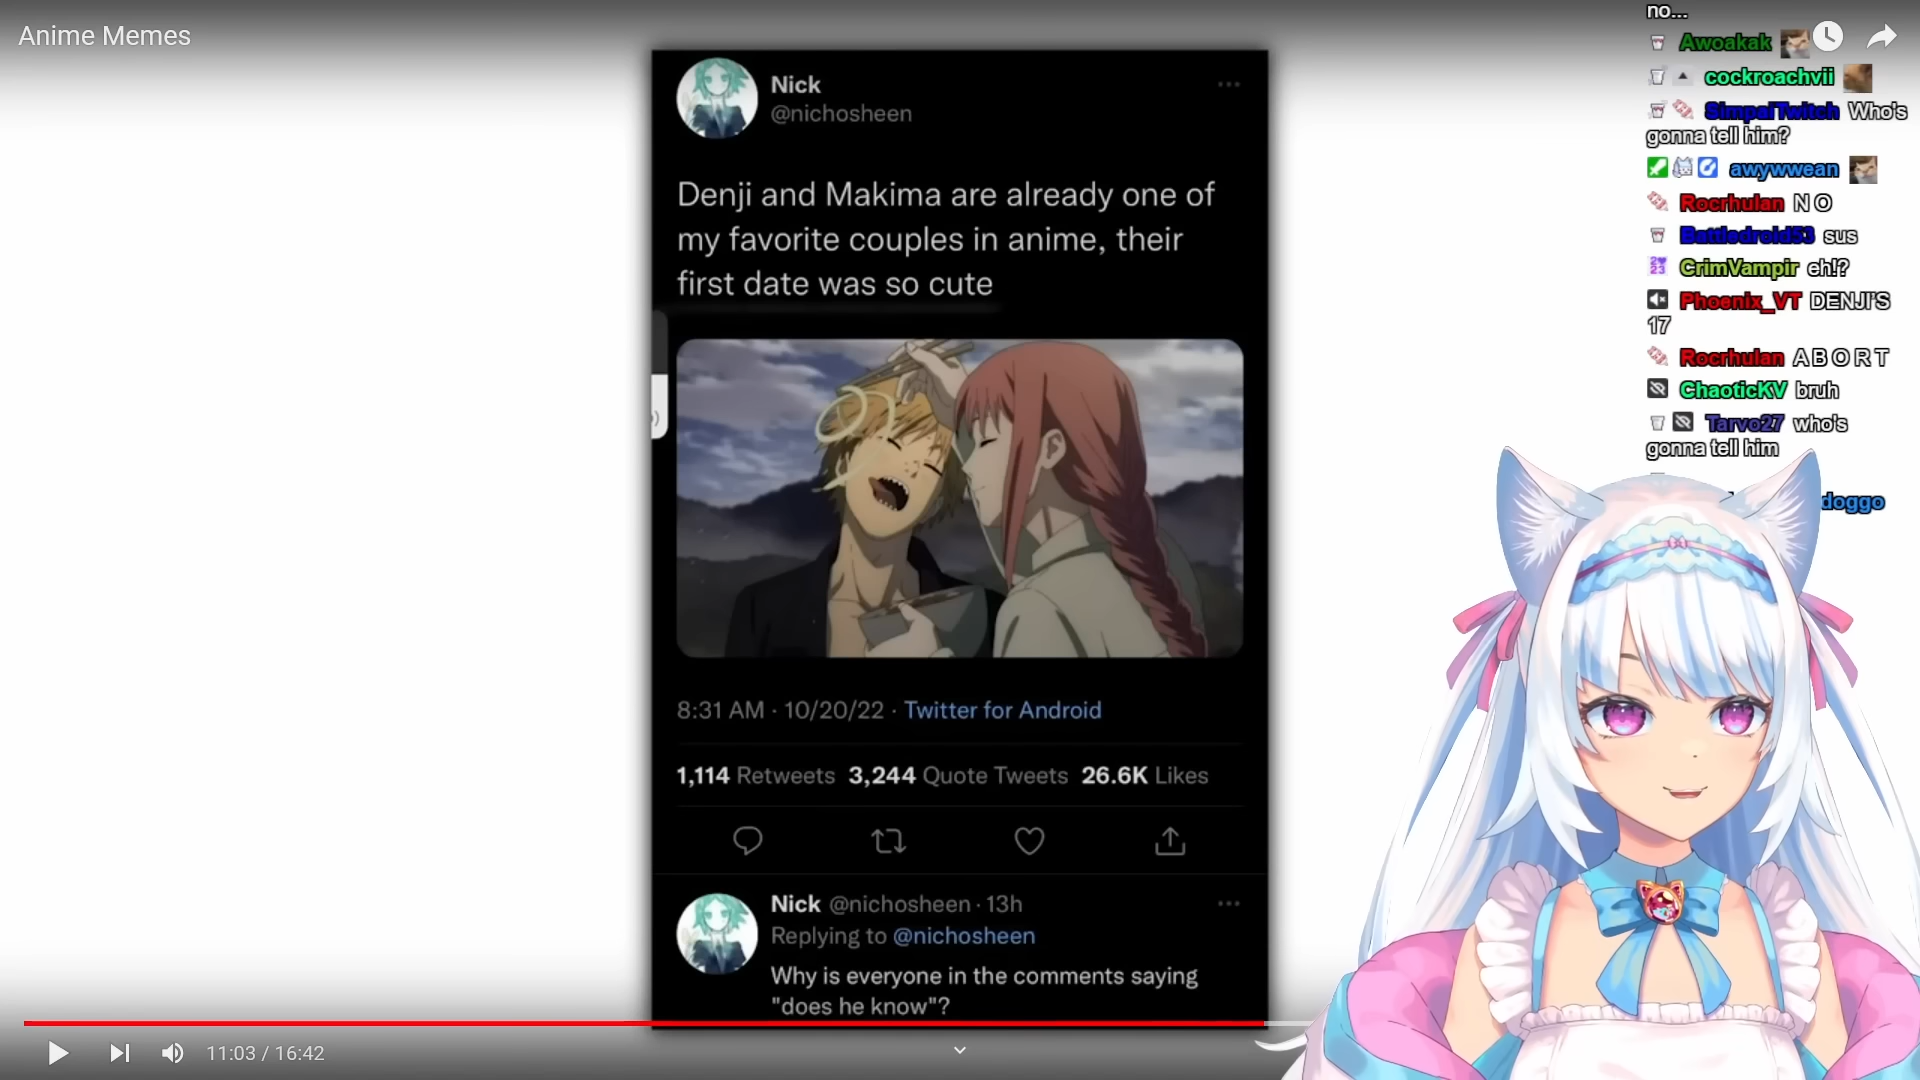 Anime Memes
Nick
@nichosheen
Denji and Makima are already one of
my favorite couples in anime, their
first date was so cute
8:31 AM · 10/20/22 · Twitter for Android
1,114 Retweets 3,244 Quote Tweets 26.6K Likes
Nick @nichosheen · 13h
Replying to @nichosheen
Why is everyone in the comments saying
"does he know"?
11:03 / 16:42
no...
Awoakak
cockroachvii
SimpaiTwitch Who's
gonna tell him?
awywwean
Rocrhulan N O
Battledroid53 sus
CrimVampir eh!?
Phoenix_VT DENJI'S
17
Rocrhulan A B O R T
ChaoticKV bruh
Tarvo27 who's
gonna tell him
doggo